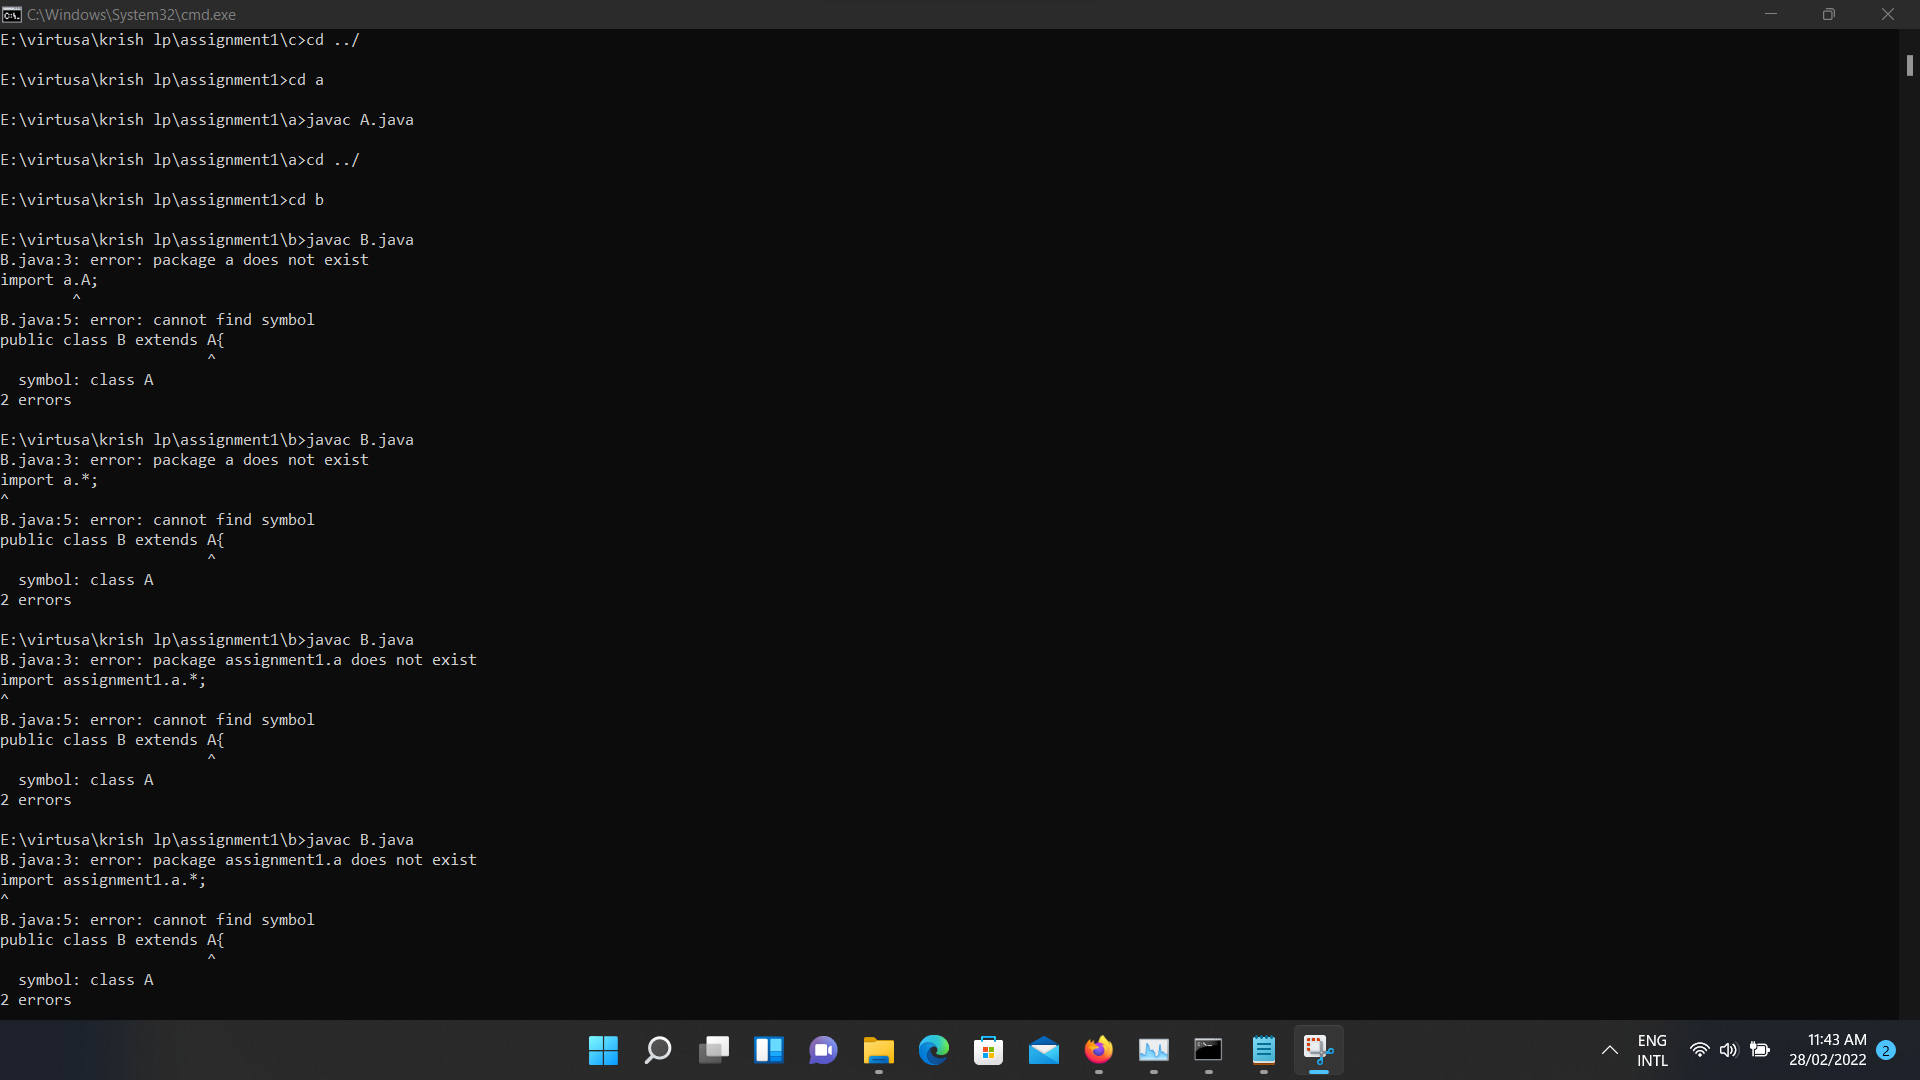 C:\Windows\System32\cmd.exe
E:\virtusa\krish lp\assignment1\c>cd ../
E:\virtusa\krish lp\assignment1>cd a
E:\virtusa\krish lp\assignment1\a>javac A.java
E:\virtusa\krish lp\assignment1\a>cd ../
E:\virtusa\krish lp\assignment1>cd b
E:\virtusa\krish lp\assignment1\b>javac B.java
B.java:3: error: package a does not exist
import a.A;
        ^
B.java:5: error: cannot find symbol
public class B extends A{
                       ^
  symbol: class A
2 errors
E:\virtusa\krish lp\assignment1\b>javac B.java
B.java:3: error: package a does not exist
import a.*;
^
B.java:5: error: cannot find symbol
public class B extends A{
                       ^
  symbol: class A
2 errors
E:\virtusa\krish lp\assignment1\b>javac B.java
B.java:3: error: package assignment1.a does not exist
import assignment1.a.*;
^
B.java:5: error: cannot find symbol
public class B extends A{
                       ^
  symbol: class A
2 errors
E:\virtusa\krish lp\assignment1\b>javac B.java
B.java:3: error: package assignment1.a does not exist
import assignment1.a.*;
^
B.java:5: error: cannot find symbol
public class B extends A{
                       ^
  symbol: class A
2 errors
ENG
INTL
11:43 AM
28/02/2022
2